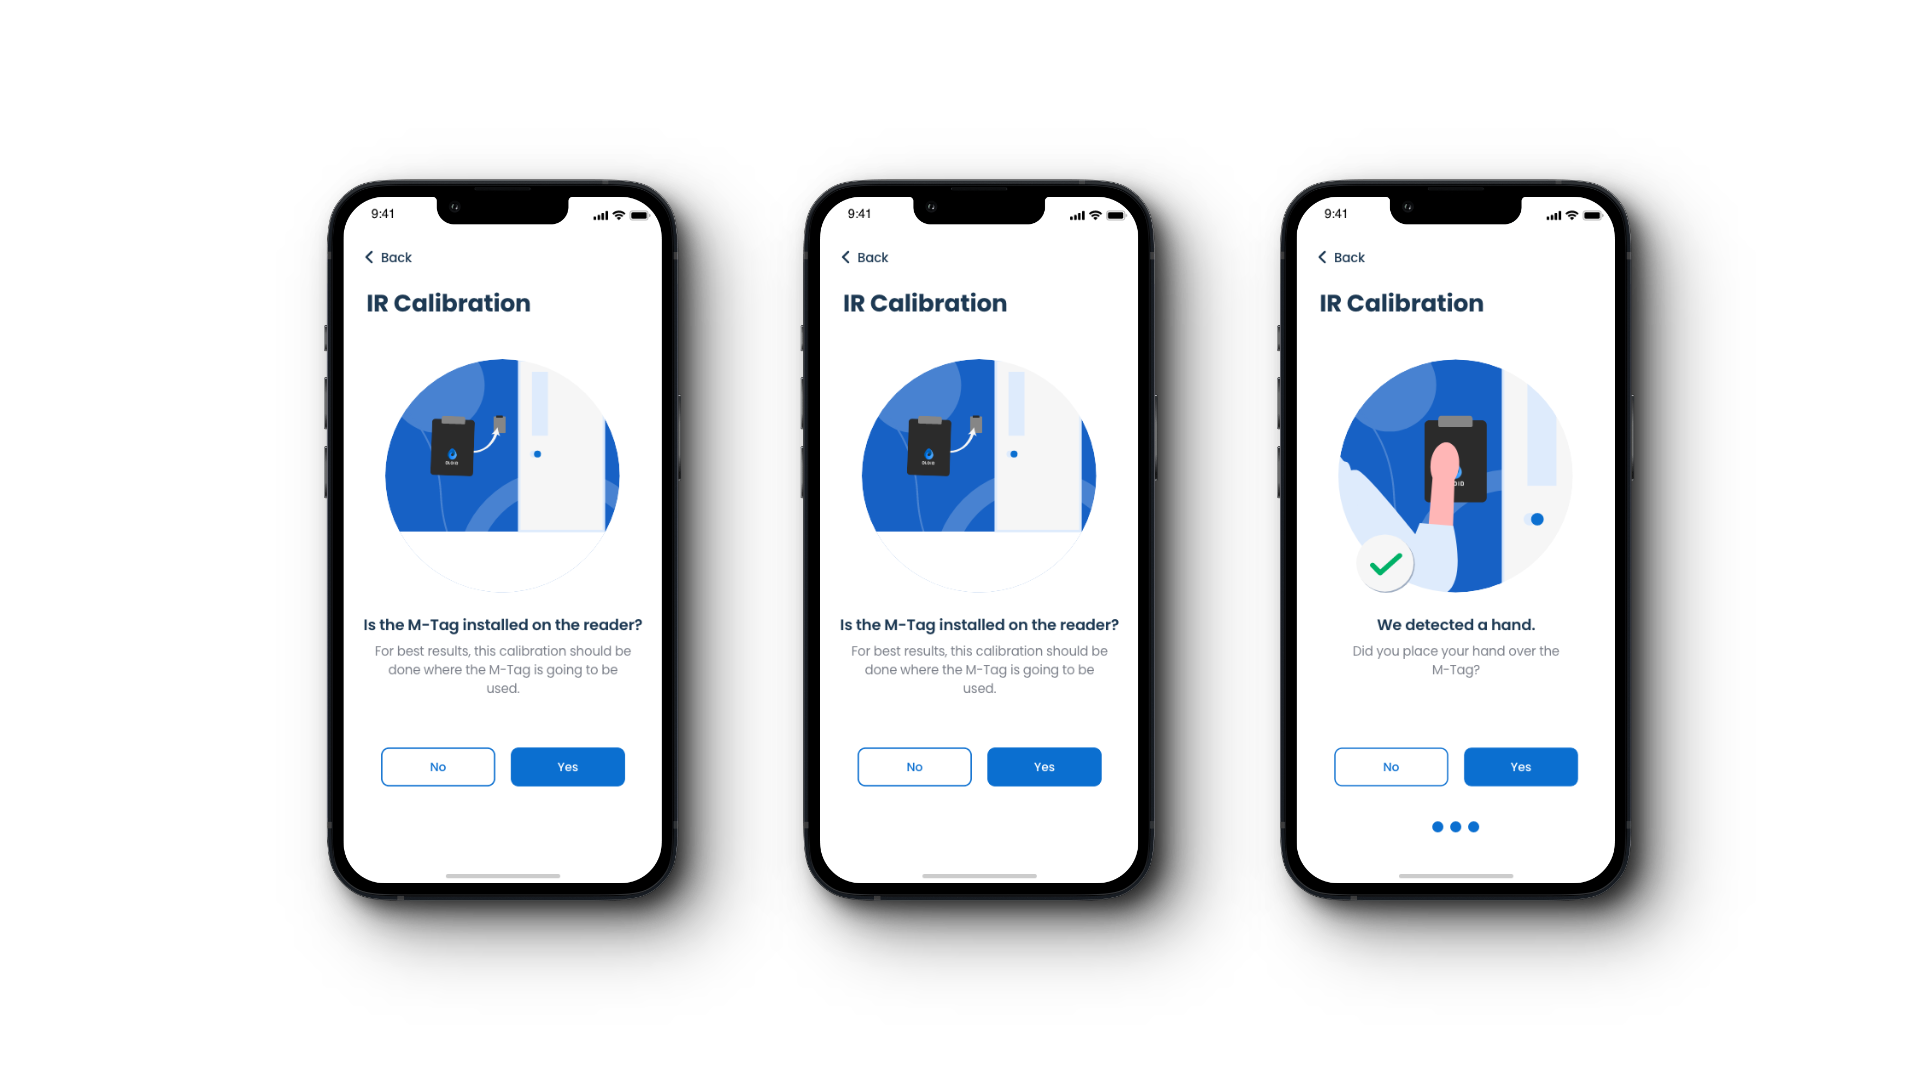 9:41
Back
IR Calibration
Is the M-Tag installed on the reader?
For best results, this calibration should be
done where the M-Tag is going to be
used.
No
Yes
9:41
Back
IR Calibration
Is the M-Tag installed on the reader?
For best results, this calibration should be
done where the M-Tag is going to be
used.
No
Yes
9:41
Back
IR Calibration
We detected a hand.
Did you place your hand over the
M-Tag?
No
Yes